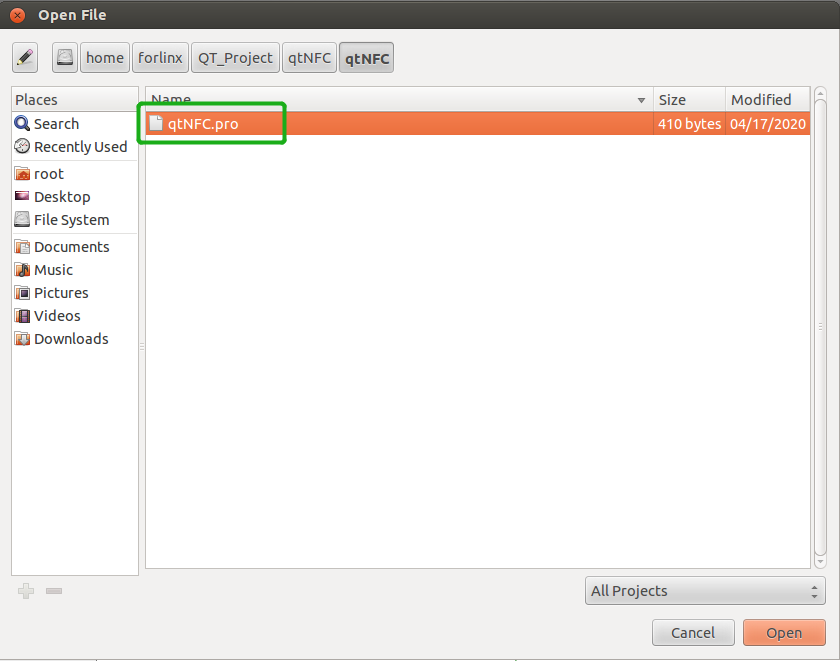 Open File
home forlinx QT_Project qtNFC qtNFC
Places
Search
Recently Used
root
Desktop
File System
Documents
Music
Pictures
Videos
Downloads
Name Size Modified
qtNFC.pro 410 bytes 04/17/2020
All Projects
Cancel Open